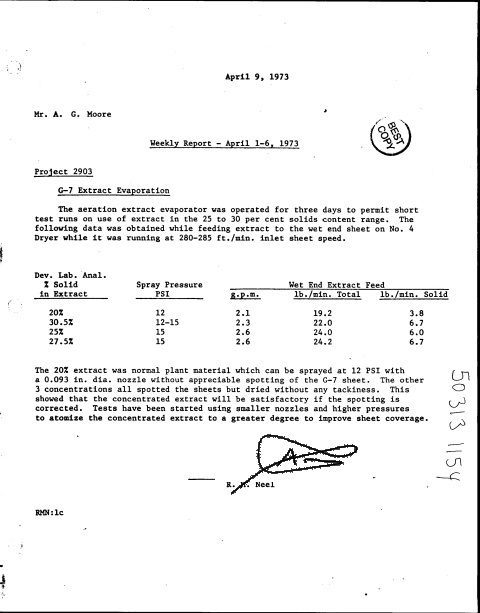 April 9, 1973
Mr. A. G. Moore
BEST
COPY
Weekly Report - April 1-6, 1973
Project 2903
G-7 Extract Evaporation
The aeration extract evaporator was operated for three days to permit short
test runs on use of extract in the 25 to 30 per cent solids content range. The
following data was obtained while feeding extract to the wet end sheet on No. 4
Dryer while it was running at 280-285 ft./min. inlet sheet speed.
Dev. Lab. Anal.
% Solid Spray Pressure Wet End Extract Feed
in Extract PSI g.p.m. lb./min. Total lb./min. Solid
20% 12 2.1 19.2 3.8
30.5% 12-15 2.3 22.0 6.7
25% 15 2.6 24.0 6.0
27.5% 15 2.6 24.2 6.7
The 20% extract was normal plant material which can be sprayed at 12 PSI with
a 0.093 in. dia. nozzle without appreciable spotting of the G-7 sheet. The other
3 concentrations all spotted the sheets but dried without any tackiness. This
showed that the concentrated extract will be satisfactory if the spotting is
corrected. Tests have been started using smaller nozzles and higher pressures
to atomize the concentrated extract to a greater degree to improve sheet coverage.
R. Neel
RMN:lc
50313 1154